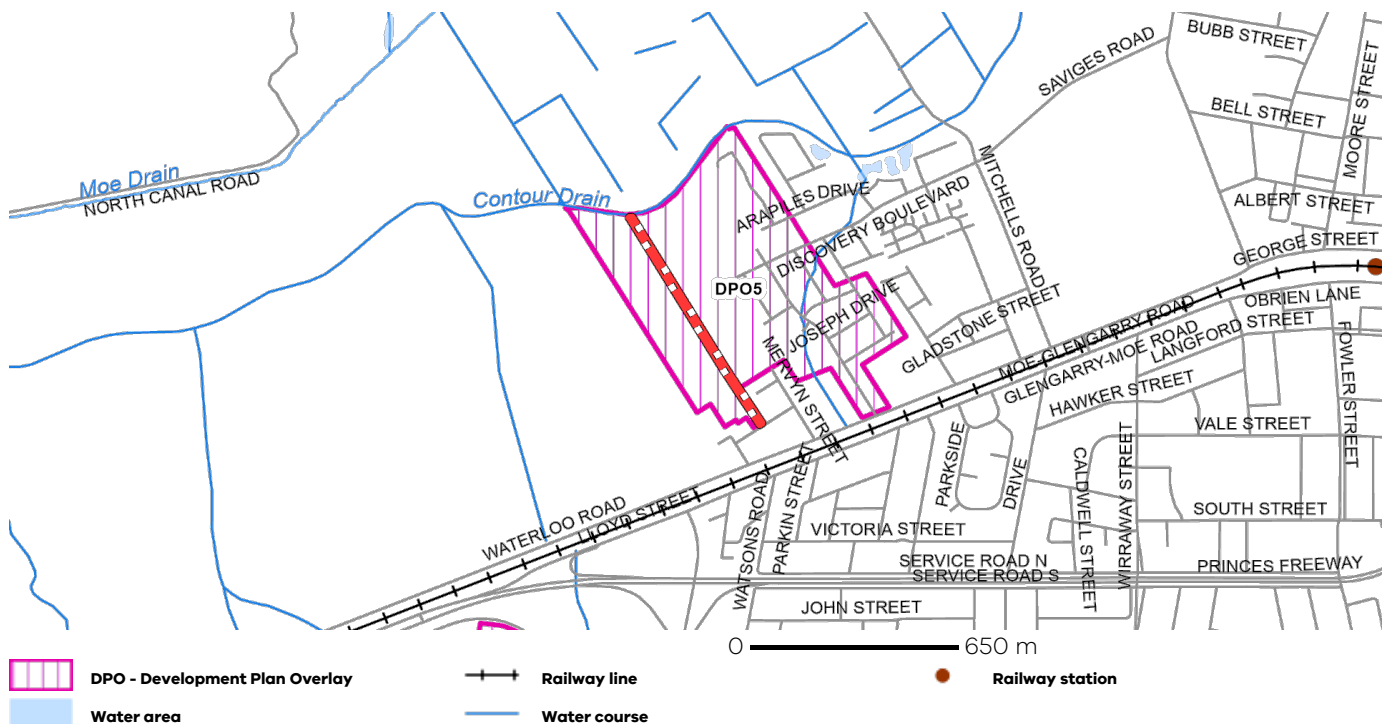 BUBB STREET
SAVIGES ROAD
MOORE STREET
BELL STREET
Moe Drain
NORTH CANAL ROAD
Contour Drain
MITCHELLS ROAD
ARAPILES DRIVE
ALBERT STREET
DISCOVERY BOULEVARD
GEORGE STREET
DPO5
OBRIEN LANE
JOSEPH DRIVE
GLADSTONE STREET
MOE-GLENGARRY ROAD
GLENGARRY-MOE ROAD
LANGFORD STREET
FOWLER STREET
MERVYN STREET
HAWKER STREET
VALE STREET
PARKSIDE DRIVE
CALDWELL STREET
WIRRAWAY STREET
WATERLOO ROAD
LLOYD STREET
WATSONS ROAD
PARKIN STREET
VICTORIA STREET
SOUTH STREET
SERVICE ROAD N
SERVICE ROAD S
PRINCES FREEWAY
JOHN STREET
0 650 m
DPO - Development Plan Overlay
Railway line
Railway station
Water area
Water course